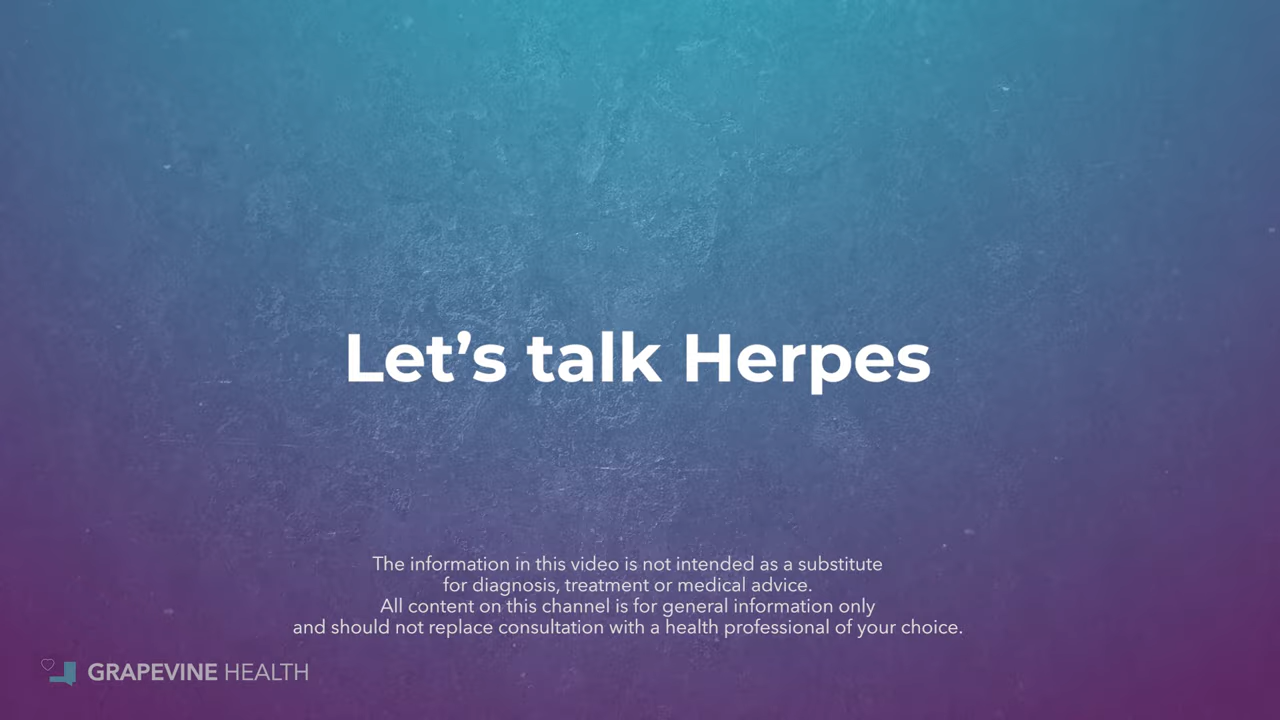 Let’s talk Herpes
The information in this video is not intended as a substitute
for diagnosis, treatment or medical advice.
All content on this channel is for general information only
and should not replace consultation with a health professional of your choice.
GRAPEVINE HEALTH